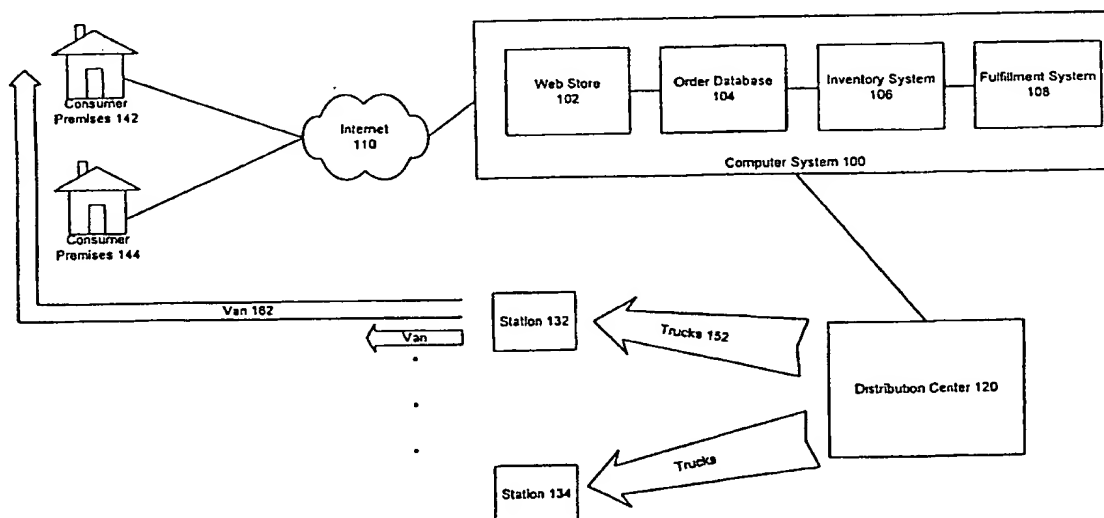 Consumer
Premises 142
Internet
110
Web Store
102
Order Database
104
Inventory System
106
Fulfillment System
108
Computer System 100
Consumer
Premises 144
Van 162
Van
Station 132
Trucks 152
Distribution Center 120
Trucks
Station 134